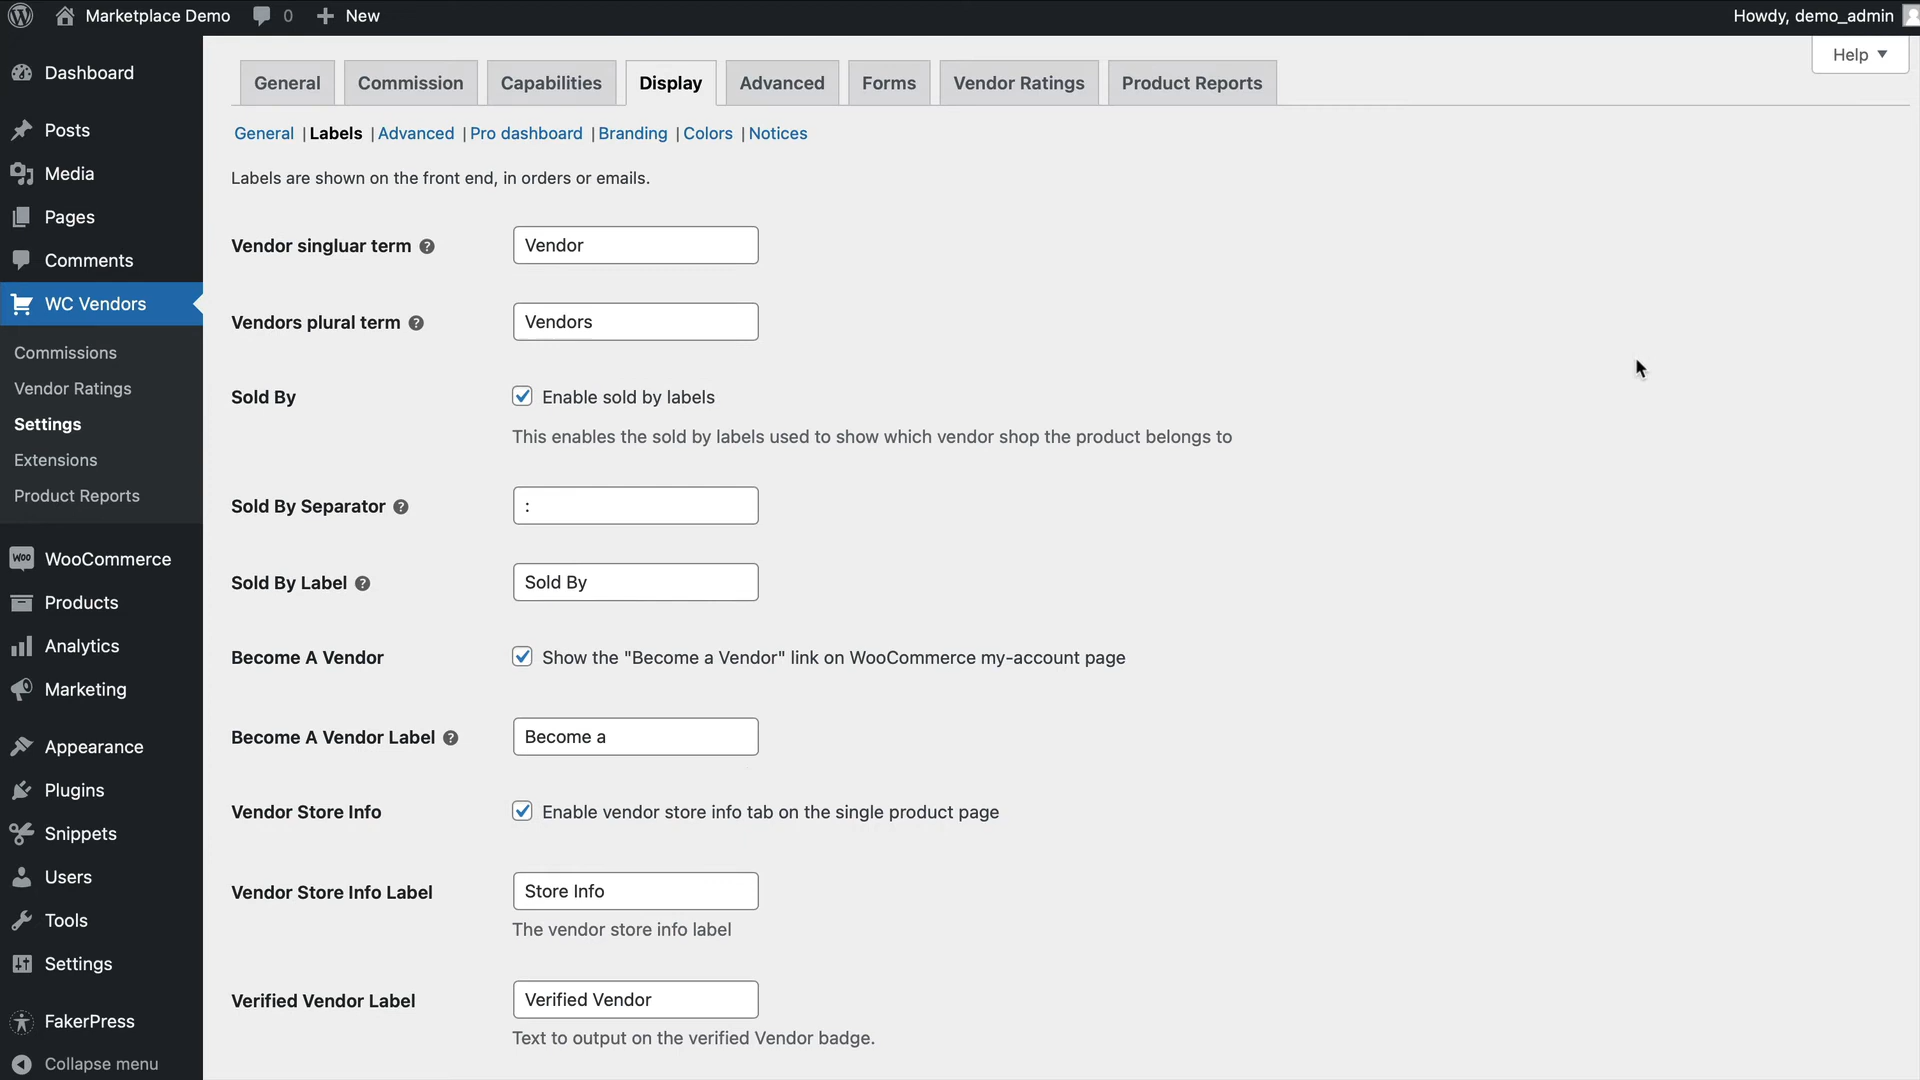 Marketplace Demo 0 New Howdy, demo_admin
Help
Dashboard
Posts
Media
Pages
Comments
WC Vendors
Commissions
Vendor Ratings
Settings
Extensions
Product Reports
WooCommerce
Products
Analytics
Marketing
Appearance
Plugins
Snippets
Users
Tools
Settings
FakerPress
Collapse menu
General Commission Capabilities Display Advanced Forms Vendor Ratings Product Reports
General | Labels | Advanced | Pro dashboard | Branding | Colors | Notices
Labels are shown on the front end, in orders or emails.
Vendor singluar term ? Vendor
Vendors plural term ? Vendors
Sold By Enable sold by labels
This enables the sold by labels used to show which vendor shop the product belongs to
Sold By Separator ? :
Sold By Label ? Sold By
Become A Vendor Show the "Become a Vendor" link on WooCommerce my-account page
Become A Vendor Label ? Become a
Vendor Store Info Enable vendor store info tab on the single product page
Vendor Store Info Label Store Info
The vendor store info label
Verified Vendor Label Verified Vendor
Text to output on the verified Vendor badge.